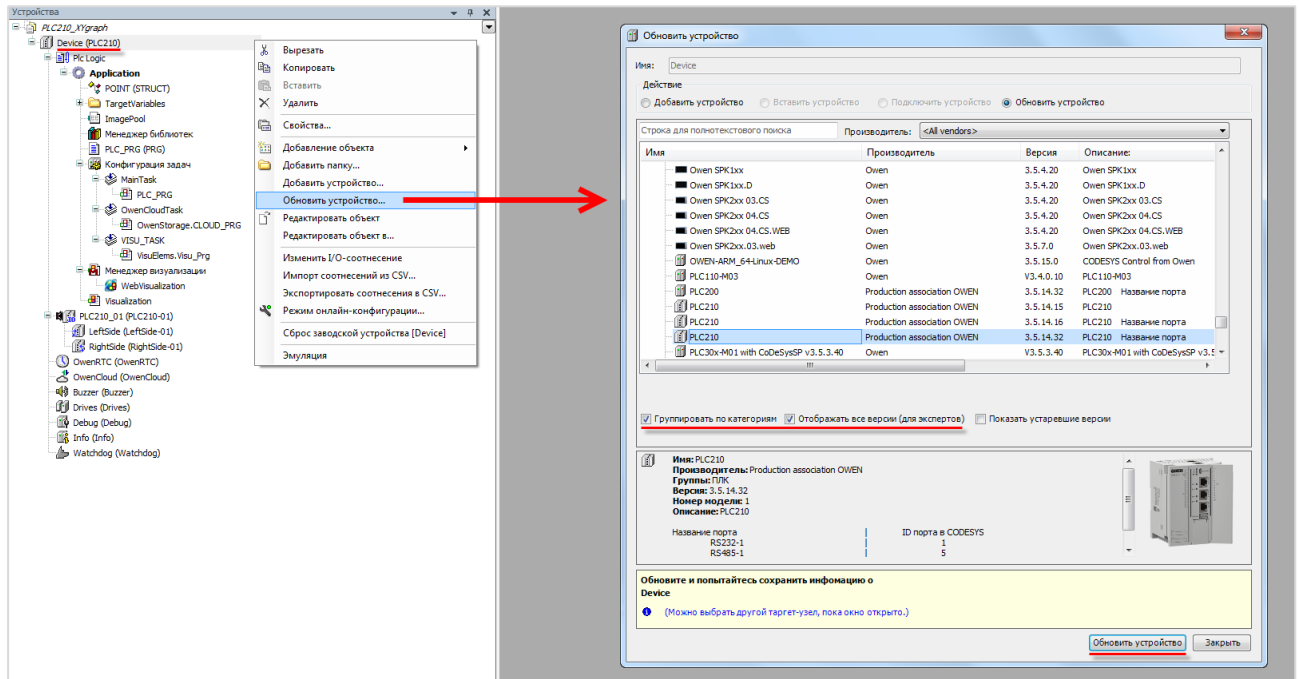 Устройства
PLC210_XYgraph
Device (PLC210)
Plc Logic
Application
POINT (STRUCT)
TargetVariables
ImagePool
Менеджер библиотек
PLC_PRG (PRG)
Конфигурация задач
MainTask
PLC_PRG
OwenCloudTask
OwenStorage.CLOUD_PRG
VISU_TASK
VisuElems.Visu_Prg
Менеджер визуализации
WebVisualization
Visualization
PLC210_01 (PLC210-01)
LeftSide (LeftSide-01)
RightSide (RightSide-01)
OwenRTC (OwenRTC)
OwenCloud (OwenCloud)
Buzzer (Buzzer)
Drives (Drives)
Debug (Debug)
Info (Info)
Watchdog (Watchdog)
Вырезать
Копировать
Вставить
Удалить
Свойства...
Добавление объекта
Добавить папку...
Добавить устройство...
Обновить устройство...
Редактировать объект
Редактировать объект в...
Изменить I/O-соотнесение
Импорт соотнесений из CSV...
Экспортировать соотнесения в CSV...
Режим онлайн-конфигурации...
Сброс заводской устройства [Device]
Эмуляция
Обновить устройство
Имя: Device
Действие
Добавить устройство Вставить устройство Подключить устройство Обновить устройство
Строка для полнотекстового поиска Производитель: <All vendors>
Имя Производитель Версия Описание:
Owen SPK1xx Owen 3.5.4.20 Owen SPK1xx
Owen SPK1xx.D Owen 3.5.4.20 Owen SPK1xx.D
Owen SPK2xx 03.CS Owen 3.5.4.20 Owen SPK2xx 03.CS
Owen SPK2xx 04.CS Owen 3.5.4.20 Owen SPK2xx 04.CS
Owen SPK2xx 04.CS.WEB Owen 3.5.4.20 Owen SPK2xx 04.CS.WEB
Owen SPK2xx.03.web Owen 3.5.7.0 Owen SPK2xx.03.web
OWEN-ARM_64-Linux-DEMO Owen 3.5.15.0 CODESYS Control from Owen
PLC110-M03 Owen V3.4.0.10 PLC110-M03
PLC200 Production association OWEN 3.5.14.32 PLC200 Название порта
PLC210 Production association OWEN 3.5.14.15 PLC210
PLC210 Production association OWEN 3.5.14.16 PLC210 Название порта
PLC210 Production association OWEN 3.5.14.32 PLC210 Название порта
PLC30x-M01 with CoDeSysSP v3.5.3.40 Owen V3.5.3.40 PLC30x-M01 with CoDeSysSP v3.5
Группировать по категориям Отображать все версии (для экспертов) Показать устаревшие версии
Имя: PLC210
Производитель: Production association OWEN
Группы: ПЛК
Версия: 3.5.14.32
Номер модели: 1
Описание: PLC210
Название порта | ID порта в CODESYS
RS232-1 | 1
RS485-1 | 5
Обновите и попытайтесь сохранить инфомацию о
Device
(Можно выбрать другой таргет-узел, пока окно открыто.)
Обновить устройство Закрыть